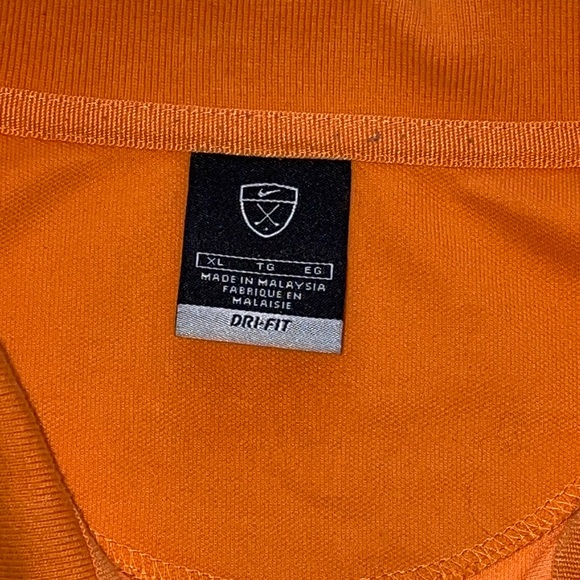 XL TG EG
MADE IN MALAYSIA
FABRIQUE EN
MALAISIE
DRI-FIT